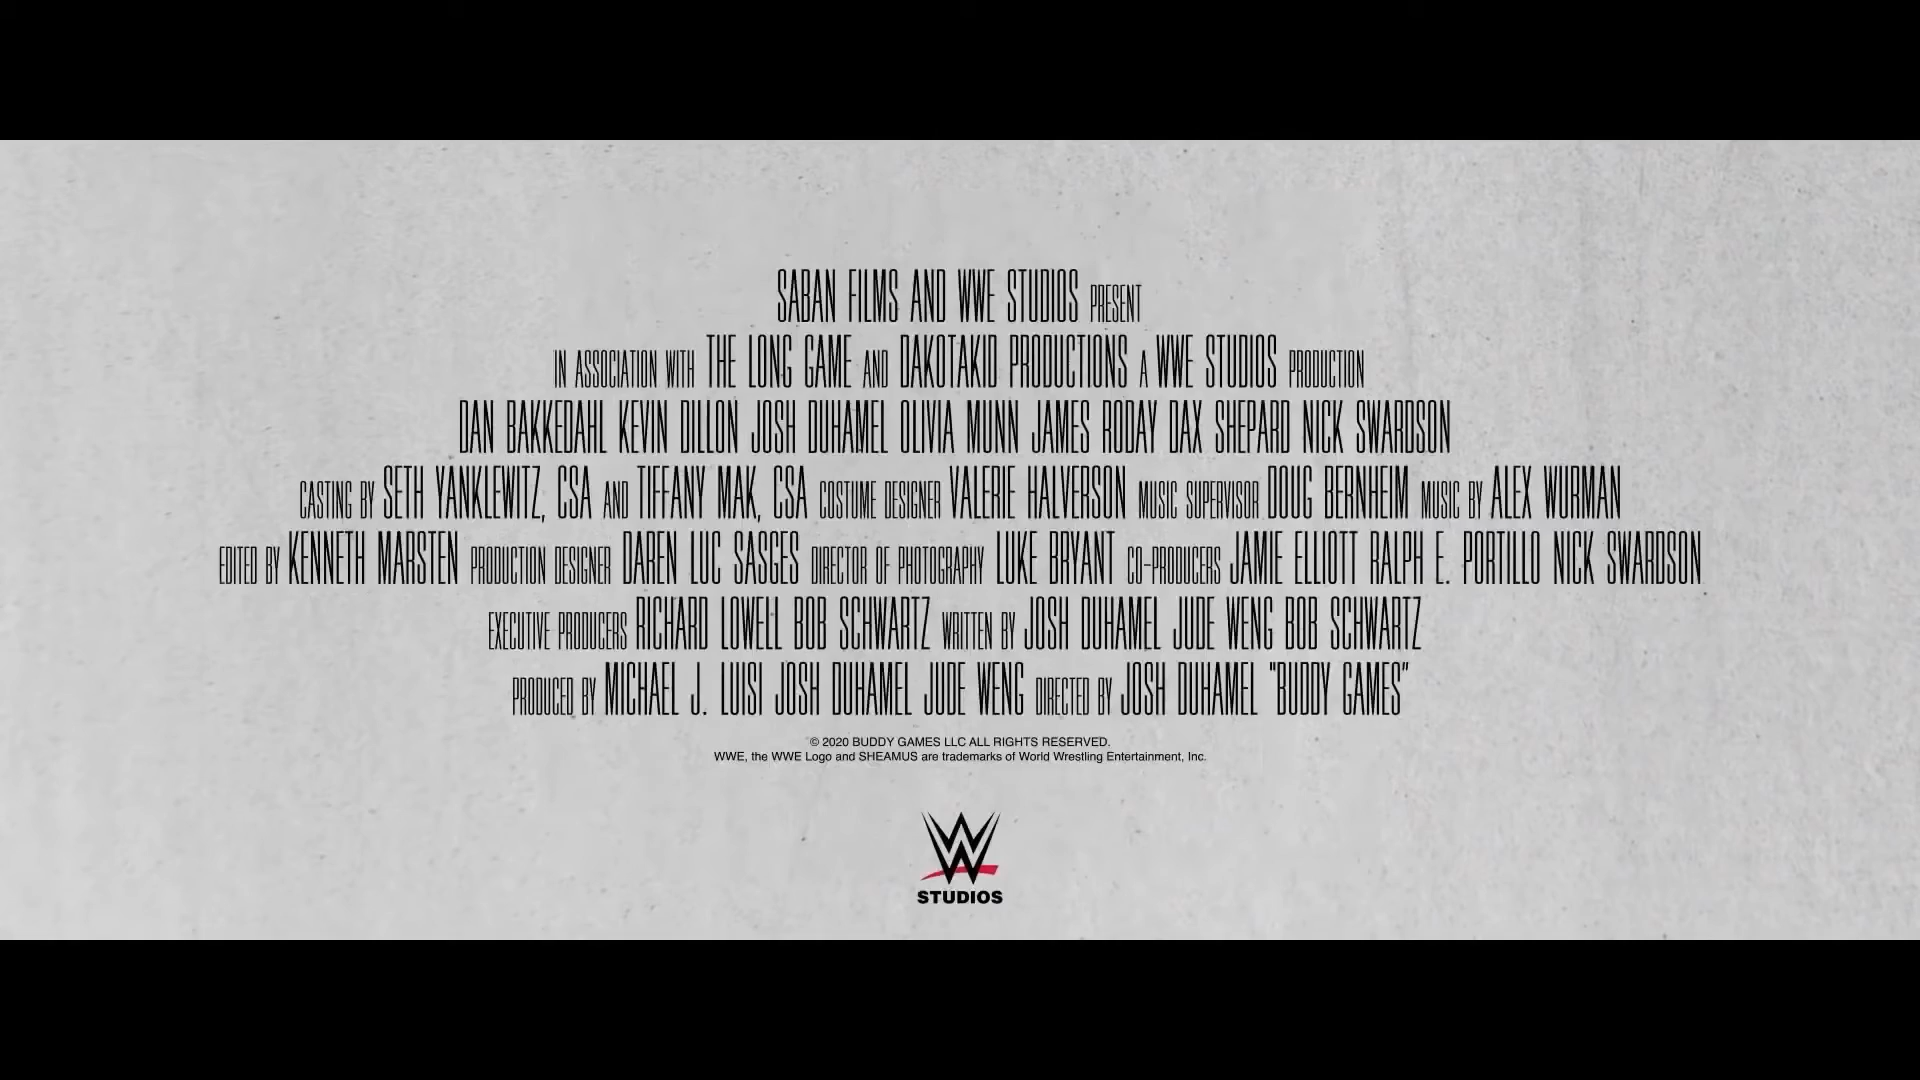 SABAN FILMS AND WWE STUDIOS PRESENT
IN ASSOCIATION WITH THE LONG GAME AND DAKOTAKID PRODUCTIONS A WWE STUDIOS PRODUCTION
DAN BAKKEDAHL KEVIN DILLON JOSH DUHAMEL OLIVIA MUNN JAMES RODAY DAX SHEPARD NICK SWARDSON
CASTING BY SETH YANKLEWITZ, CSA AND TIFFANY MAK, CSA COSTUME DESIGNER VALERIE HALVERSON MUSIC SUPERVISOR DOUG BERNHEIM MUSIC BY ALEX WURMAN
EDITED BY KENNETH MARSTEN PRODUCTION DESIGNER DAREN LUC SASGES DIRECTOR OF PHOTOGRAPHY LUKE BRYANT CO-PRODUCERS JAMIE ELLIOTT RALPH E. PORTILLO NICK SWARDSON
EXECUTIVE PRODUCERS RICHARD LOWELL BOB SCHWARTZ WRITTEN BY JOSH DUHAMEL JUDE WENG BOB SCHWARTZ
PRODUCED BY MICHAEL J. LUISI JOSH DUHAMEL JUDE WENG DIRECTED BY JOSH DUHAMEL "BUDDY GAMES"
© 2020 BUDDY GAMES LLC ALL RIGHTS RESERVED.
WWE, the WWE Logo and SHEAMUS are trademarks of World Wrestling Entertainment, Inc.
W
STUDIOS